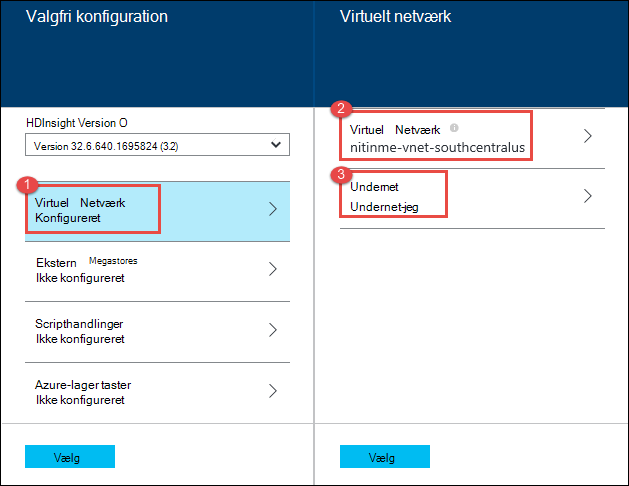 Valgfri konfiguration
HDInsight Version O
Version 32.6.640.1695824 (3.2)
1
Virtuel Netværk
Konfigureret
Ekstern Megastores
Ikke konfigureret
Scripthandlinger
Ikke konfigureret
Azure-lager taster
Ikke konfigureret
Vælg
Virtuelt netværk
2
Virtuel Netværk
nitinme-vnet-southcentralus
3
Undernet
Undernet-jeg
Vælg